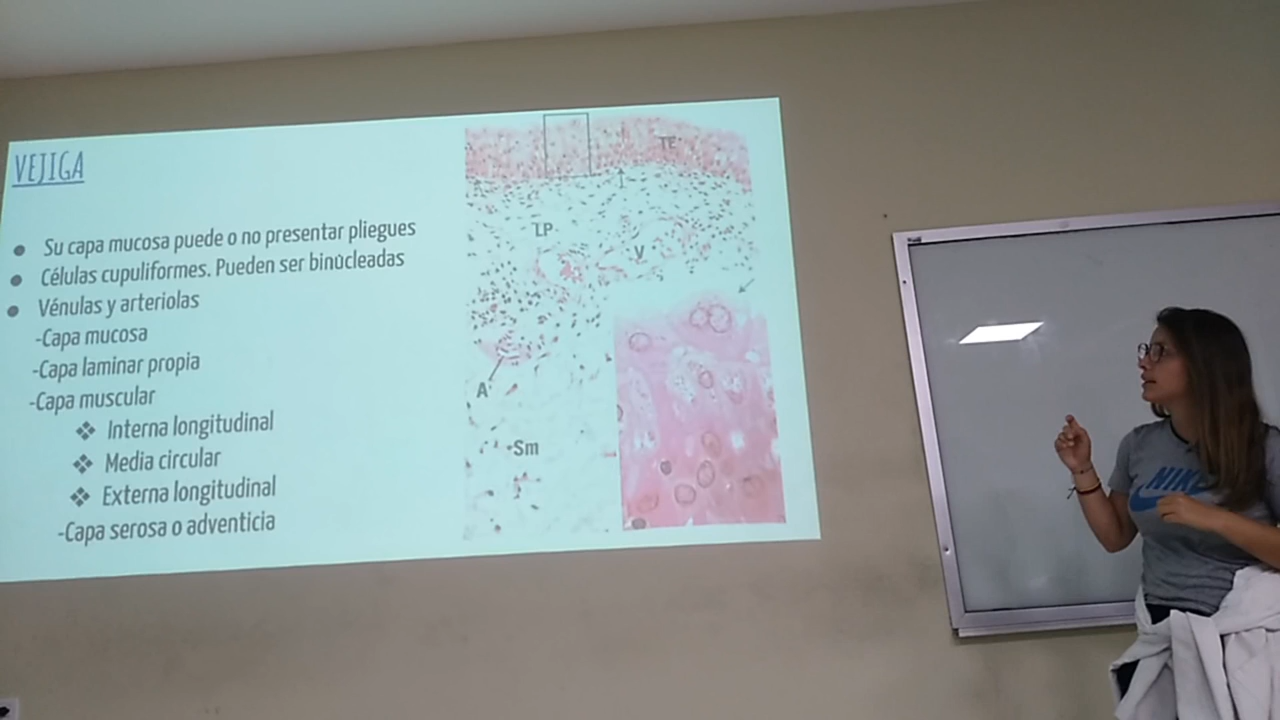 VEJIGA
● Su capa mucosa puede o no presentar pliegues
● Células cupuliformes. Pueden ser binucleadas
● Vénulas y arteriolas
-Capa mucosa
-Capa laminar propia
-Capa muscular
❖ Interna longitudinal
❖ Media circular
❖ Externa longitudinal
-Capa serosa o adventicia
TE
LP
V
A
Sm
NIKE